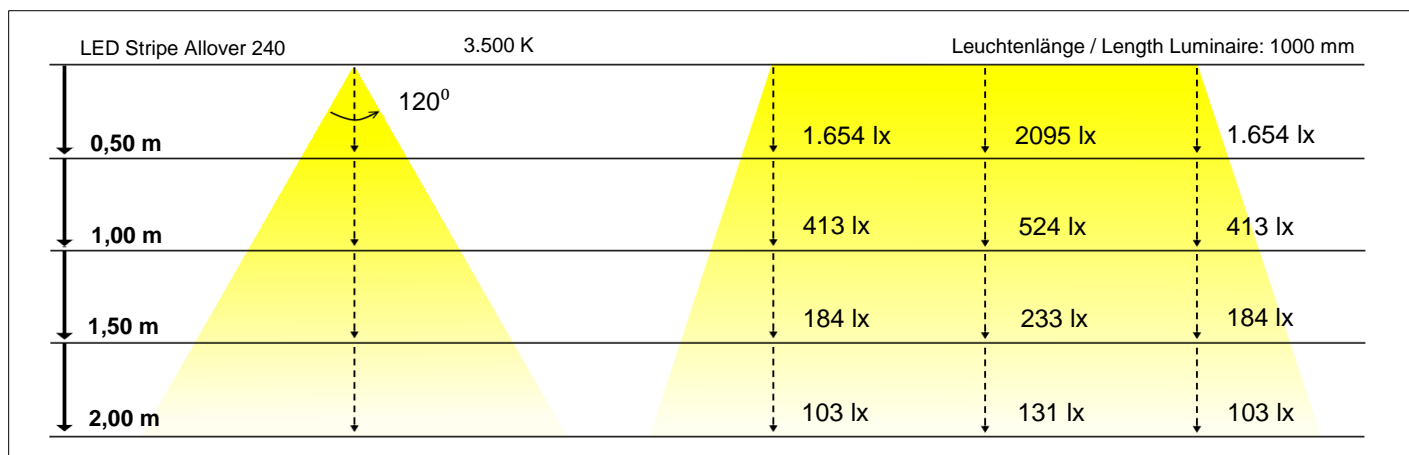 LED Stripe Allover 240 3.500 K Leuchtenlänge / Length Luminaire: 1000 mm
120⁰
0,50 m 1.654 lx 2095 lx 1.654 lx
1,00 m 413 lx 524 lx 413 lx
1,50 m 184 lx 233 lx 184 lx
2,00 m 103 lx 131 lx 103 lx